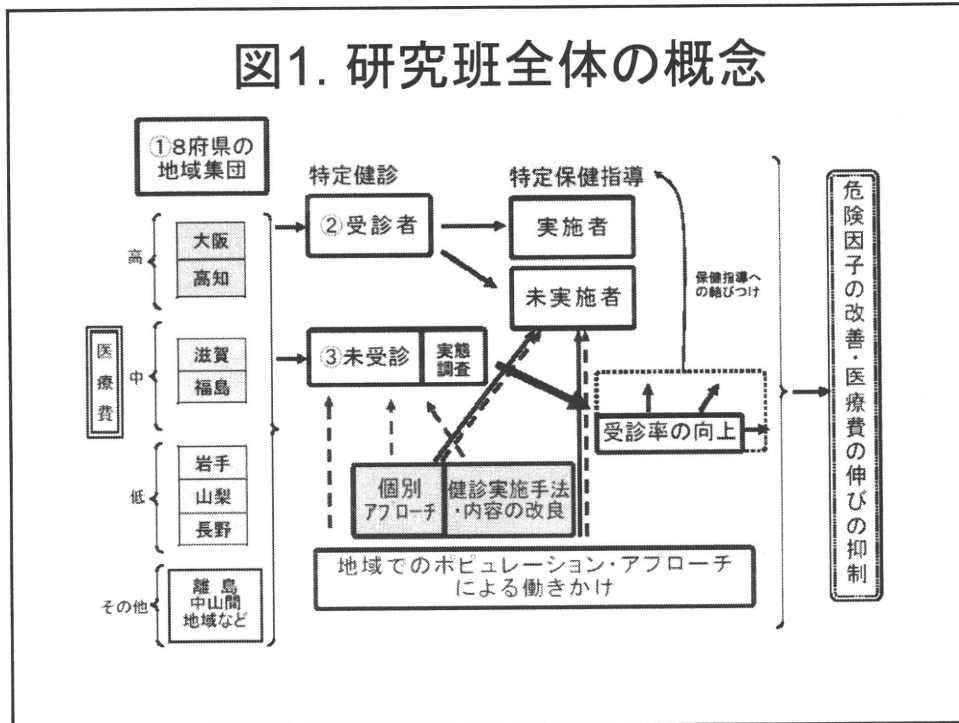 図1. 研究班全体の概念
①8府県の
地域集団
特定健診
特定保健指導
②受診者
実施者
未実施者
保健指導へ
の結びつけ
高
大阪
高知
医療費
中
滋賀
福島
③未受診
実態
調査
受診率の向上
低
岩手
山梨
長野
個別
アプローチ
健診実施手法
・内容の改良
地域でのポピュレーション・アプローチ
による働きかけ
その他
離島
中山間
地域など
危険因子の改善・医療費の伸びの抑制